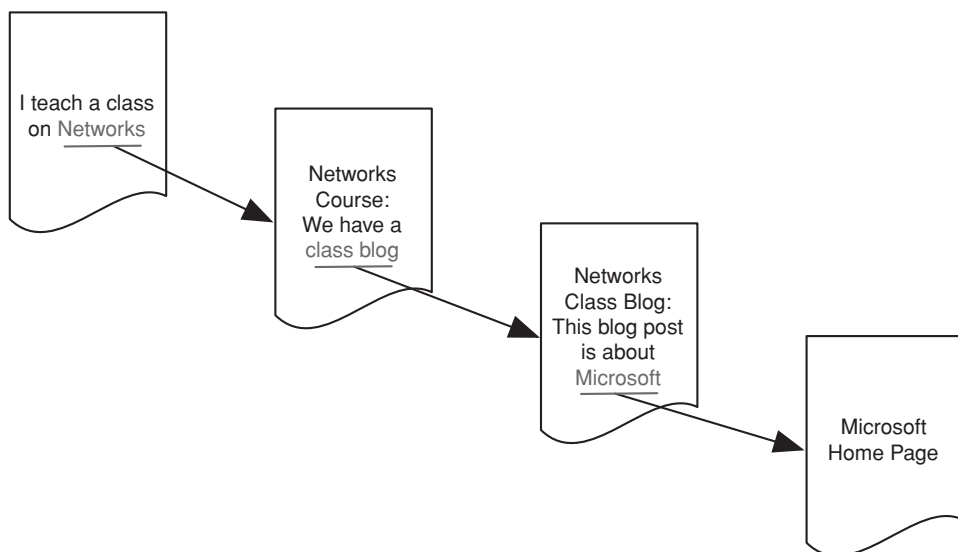 I teach a class
on Networks
Networks
Course:
We have a
class blog
Networks
Class Blog:
This blog post
is about
Microsoft
Microsoft
Home Page